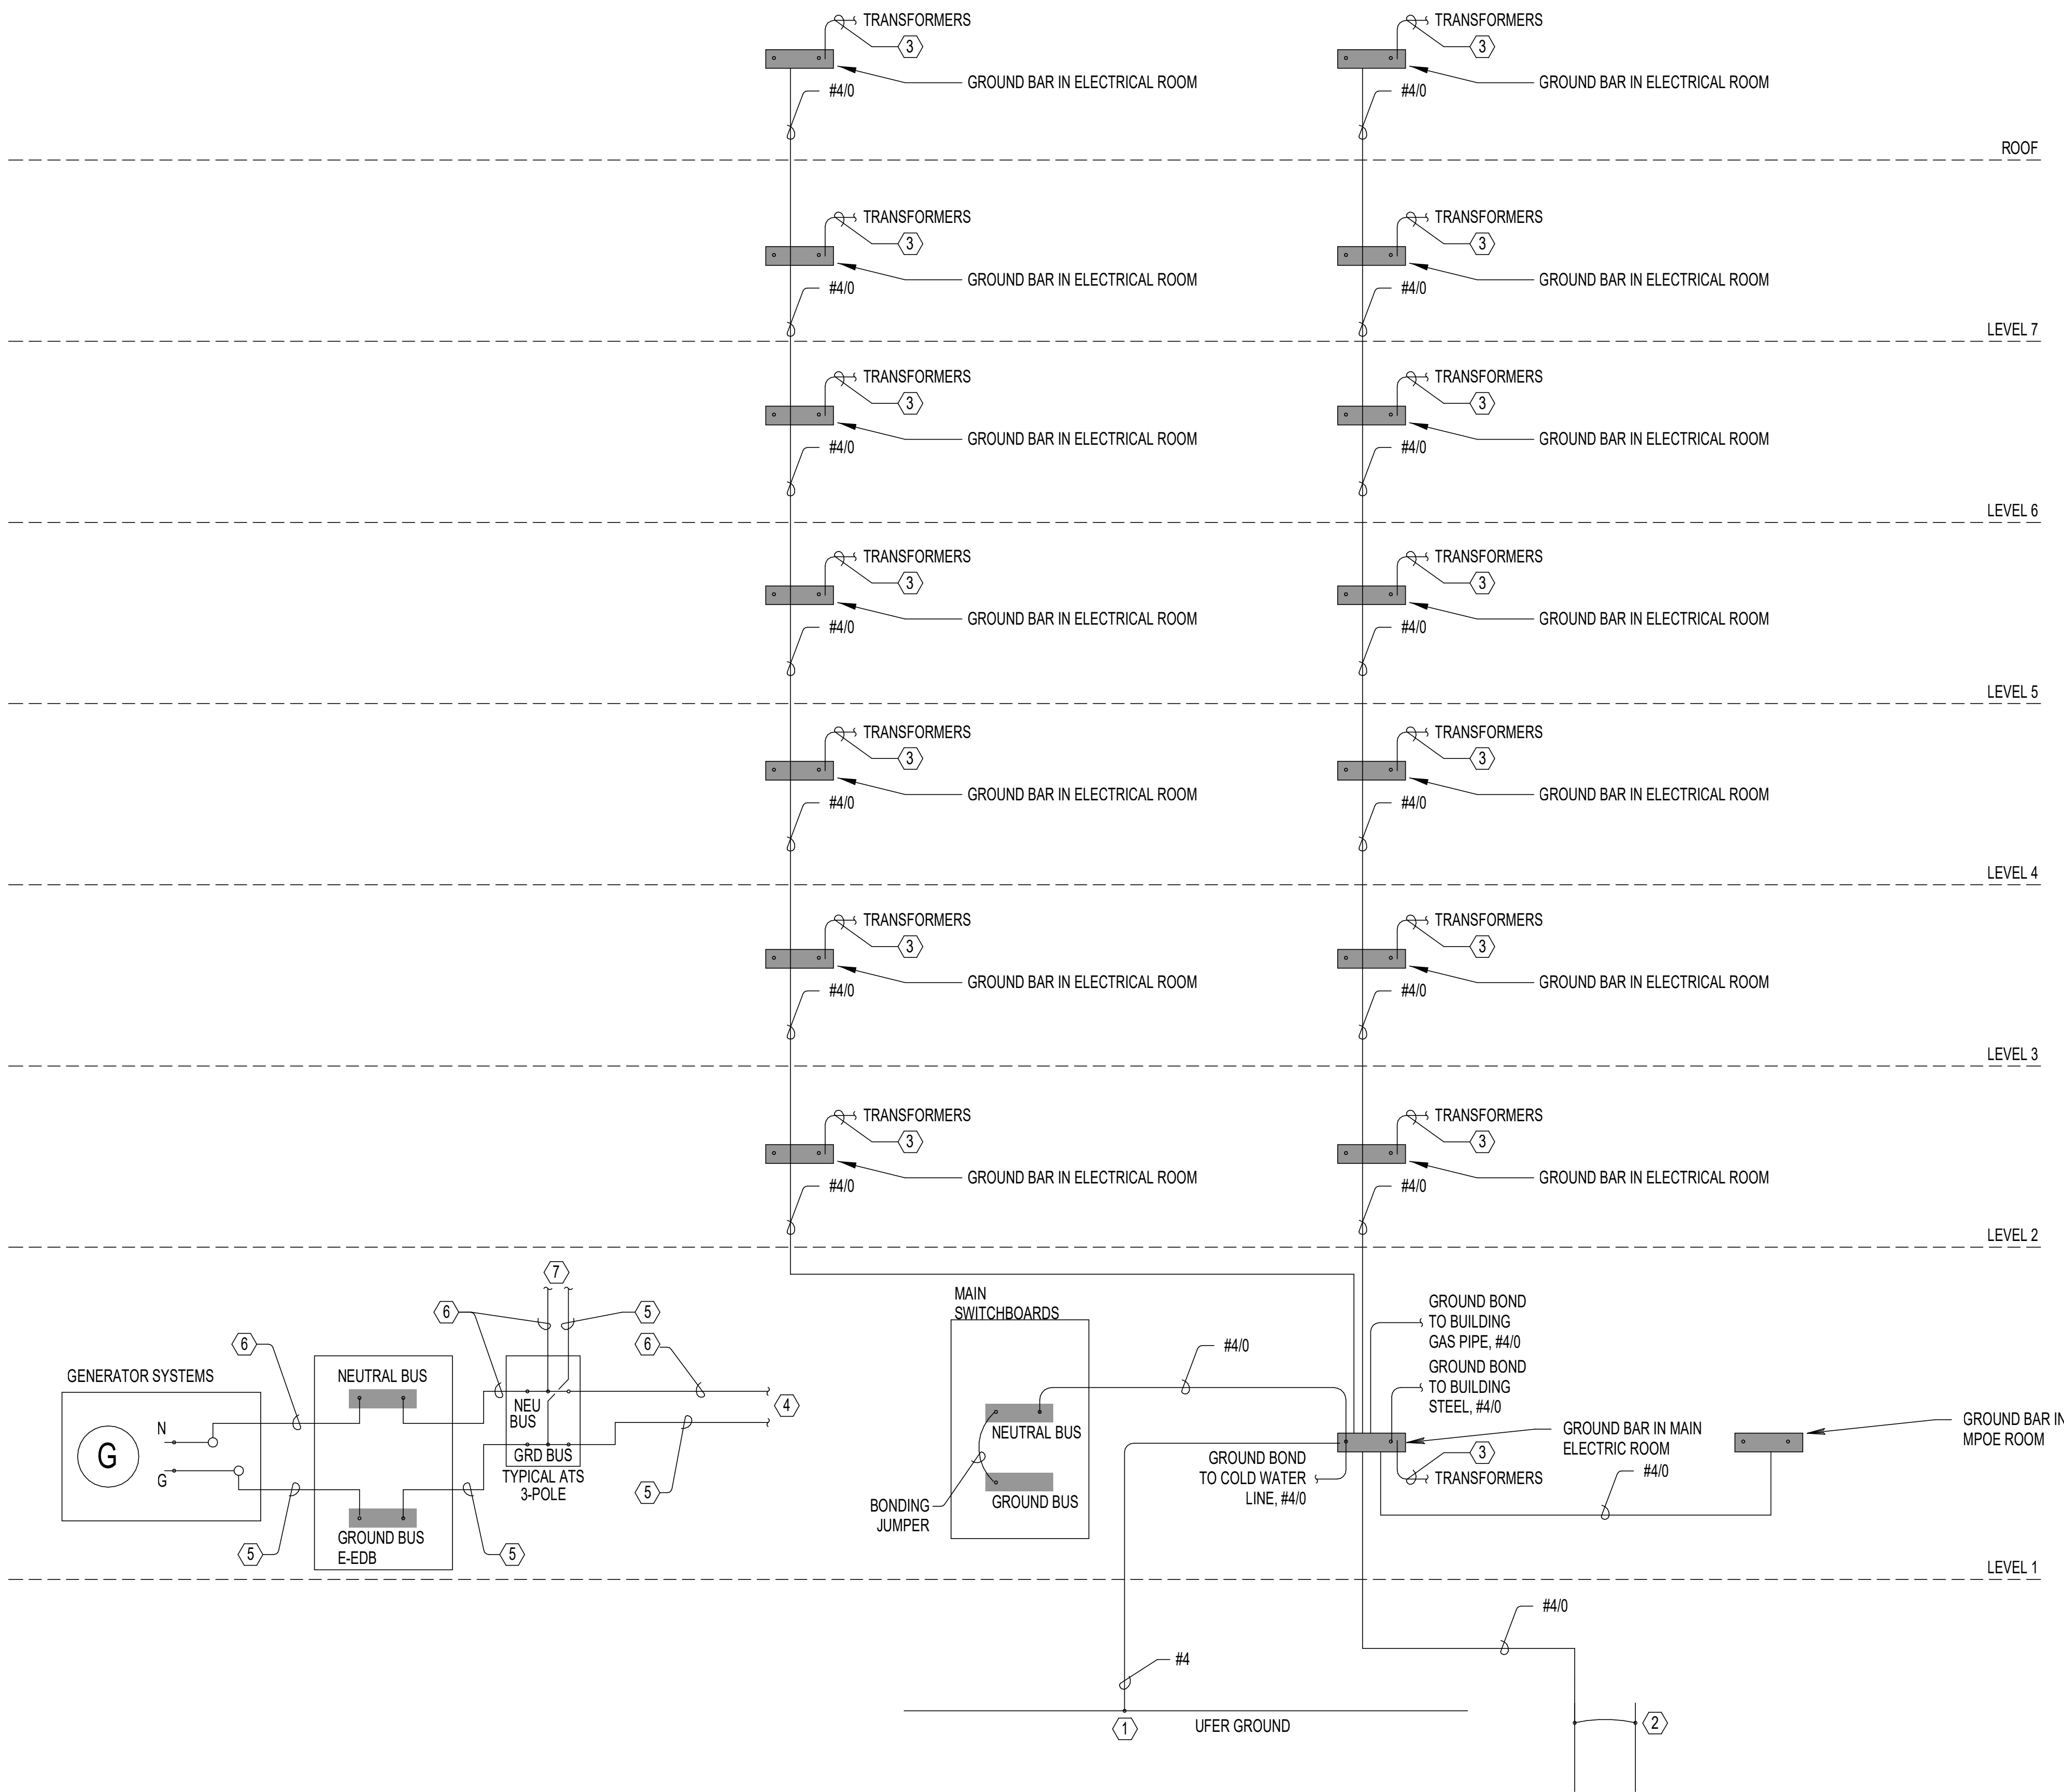 TRANSFORMERS
3
GROUND BAR IN ELECTRICAL ROOM
#4/0
TRANSFORMERS
3
GROUND BAR IN ELECTRICAL ROOM
#4/0
ROOF
TRANSFORMERS
3
GROUND BAR IN ELECTRICAL ROOM
#4/0
TRANSFORMERS
3
GROUND BAR IN ELECTRICAL ROOM
#4/0
LEVEL 7
TRANSFORMERS
3
GROUND BAR IN ELECTRICAL ROOM
#4/0
TRANSFORMERS
3
GROUND BAR IN ELECTRICAL ROOM
#4/0
LEVEL 6
TRANSFORMERS
3
GROUND BAR IN ELECTRICAL ROOM
#4/0
TRANSFORMERS
3
GROUND BAR IN ELECTRICAL ROOM
#4/0
LEVEL 5
TRANSFORMERS
3
GROUND BAR IN ELECTRICAL ROOM
#4/0
TRANSFORMERS
3
GROUND BAR IN ELECTRICAL ROOM
#4/0
LEVEL 4
TRANSFORMERS
3
GROUND BAR IN ELECTRICAL ROOM
#4/0
TRANSFORMERS
3
GROUND BAR IN ELECTRICAL ROOM
#4/0
LEVEL 3
TRANSFORMERS
3
GROUND BAR IN ELECTRICAL ROOM
#4/0
TRANSFORMERS
3
GROUND BAR IN ELECTRICAL ROOM
#4/0
LEVEL 2
GENERATOR SYSTEMS
G
N
G
6
5
NEUTRAL BUS
GROUND BUS
E-EDB
6
7
5
6
5
5
NEU
BUS
GRD BUS
TYPICAL ATS
3-POLE
4
MAIN
SWITCHBOARDS
NEUTRAL BUS
GROUND BUS
BONDING
JUMPER
#4/0
GROUND BOND
TO COLD WATER
LINE, #4/0
GROUND BOND
TO BUILDING
GAS PIPE, #4/0
GROUND BOND
TO BUILDING
STEEL, #4/0
GROUND BAR IN MAIN
ELECTRIC ROOM
3
TRANSFORMERS
#4/0
GROUND BAR IN
MPOE ROOM
LEVEL 1
#4/0
#4
1
UFER GROUND
2